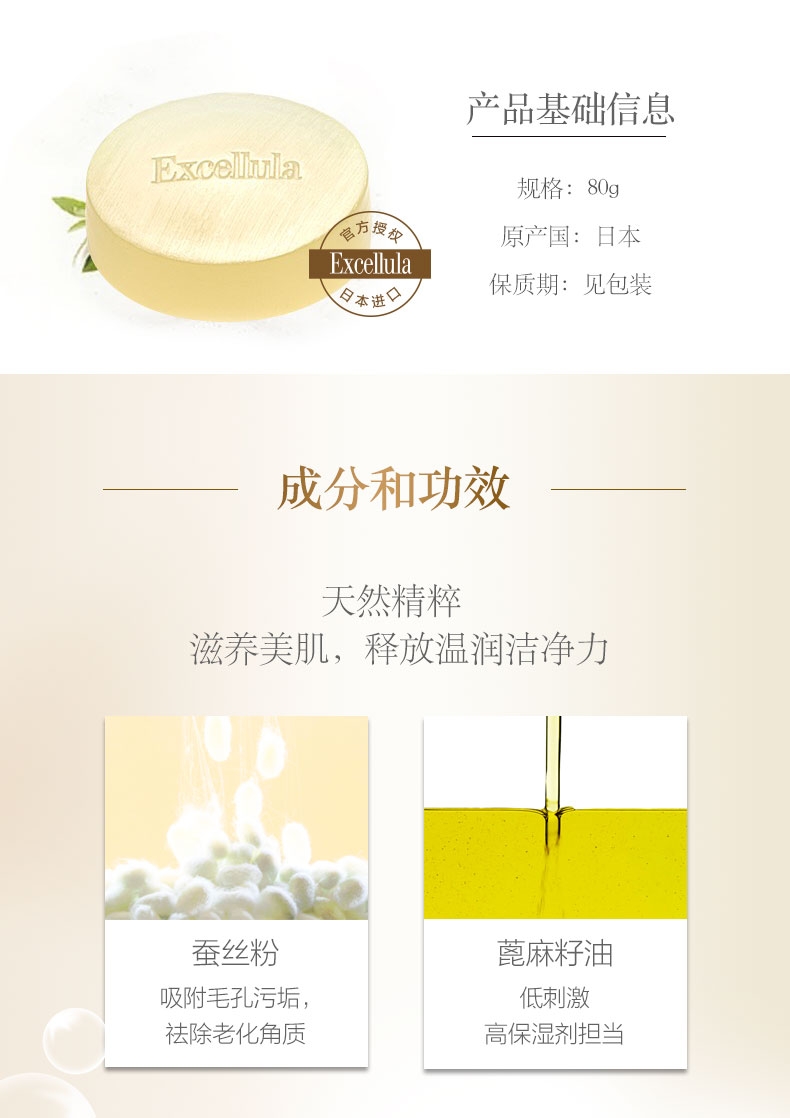 Excellula
官方授权
Excellula
日本进口
产品基础信息
规格：80g
原产国：日本
保质期：见包装
成分和功效
天然精粹
滋养美肌，释放温润洁净力
蚕丝粉
吸附毛孔污垢，
祛除老化角质
蓖麻籽油
低刺激
高保湿剂担当